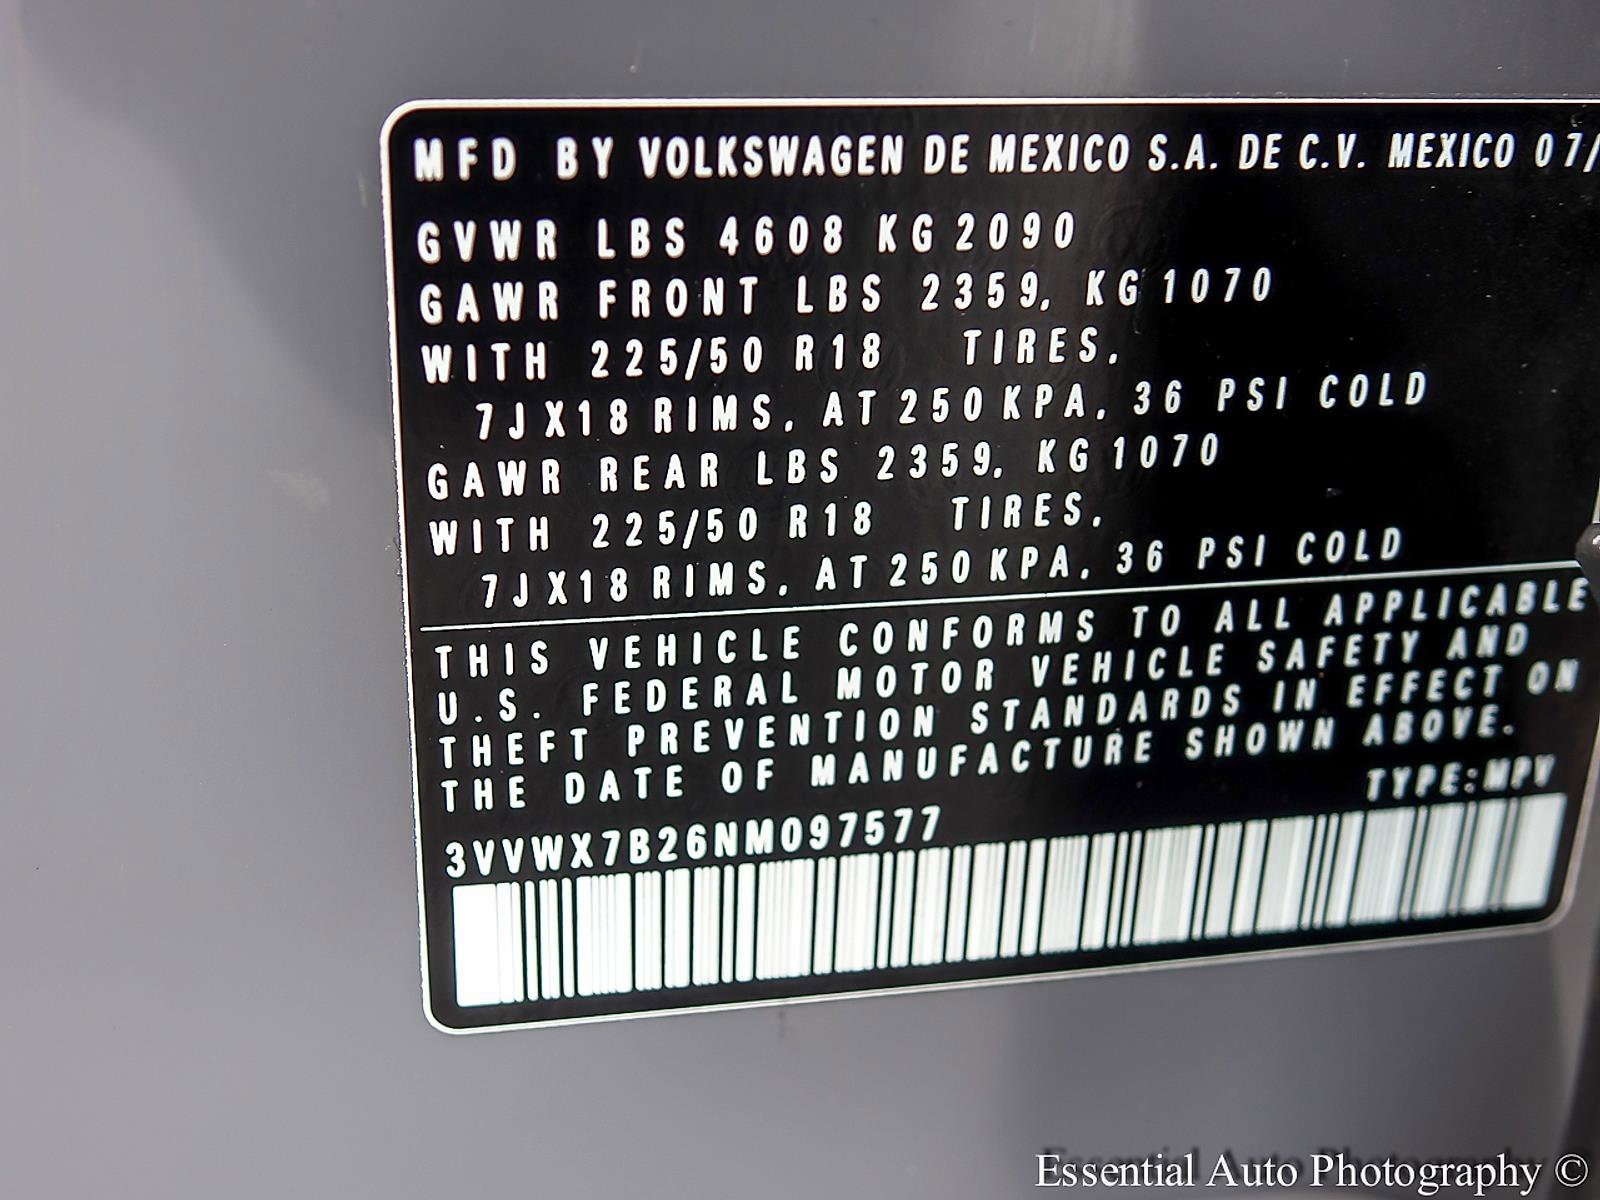 MFD BY VOLKSWAGEN DE MEXICO S.A. DE C.V. MEXICO 07/
GVWR LBS 4608 KG 2090
GAWR FRONT LBS 2359, KG 1070
WITH 225/50 R18 TIRES,
7JX18 RIMS, AT 250 KPA, 36 PSI COLD
GAWR REAR LBS 2359, KG 1070
WITH 225/50 R18 TIRES,
7JX18 RIMS, AT 250 KPA, 36 PSI COLD
THIS VEHICLE CONFORMS TO ALL APPLICABLE
U.S. FEDERAL MOTOR VEHICLE SAFETY AND
THEFT PREVENTION STANDARDS IN EFFECT ON
THE DATE OF MANUFACTURE SHOWN ABOVE.
TYPE:MPV
3VVWX7B26NM097577
Essential Auto Photography ©